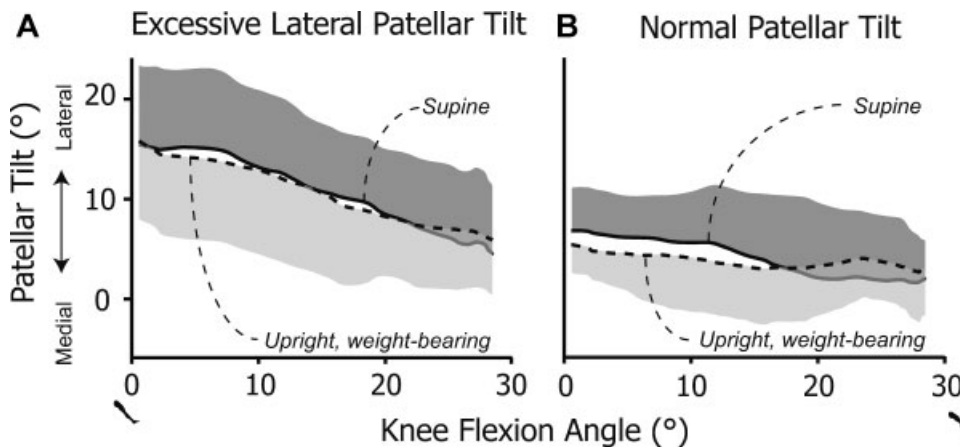 A Excessive Lateral Patellar Tilt
B Normal Patellar Tilt
Patellar Tilt (°)
Lateral
Medial
20
10
0
Supine
Upright, weight-bearing
0 10 20 30
Supine
Upright, weight-bearing
0 10 20 30
Knee Flexion Angle (°)